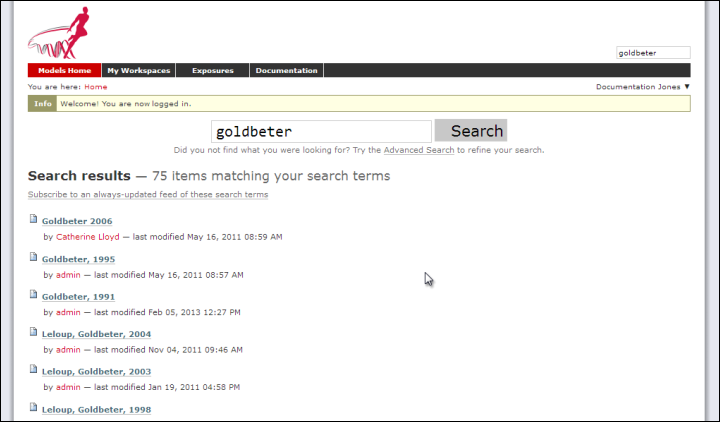 goldbeter
Models Home My Workspaces Exposures Documentation
You are here: Home Documentation Jones ▼
Info Welcome! You are now logged in.
goldbeter Search
Did you not find what you were looking for? Try the Advanced Search to refine your search.
Search results — 75 items matching your search terms
Subscribe to an always-updated feed of these search terms
Goldbeter 2006
by Catherine Lloyd — last modified May 16, 2011 08:59 AM
Goldbeter, 1995
by admin — last modified May 16, 2011 08:57 AM
Goldbeter, 1991
by admin — last modified Feb 05, 2013 12:27 PM
Leloup, Goldbeter, 2004
by admin — last modified Nov 04, 2011 09:46 AM
Leloup, Goldbeter, 2003
by admin — last modified Jan 19, 2011 04:58 PM
Leloup, Goldbeter, 1998